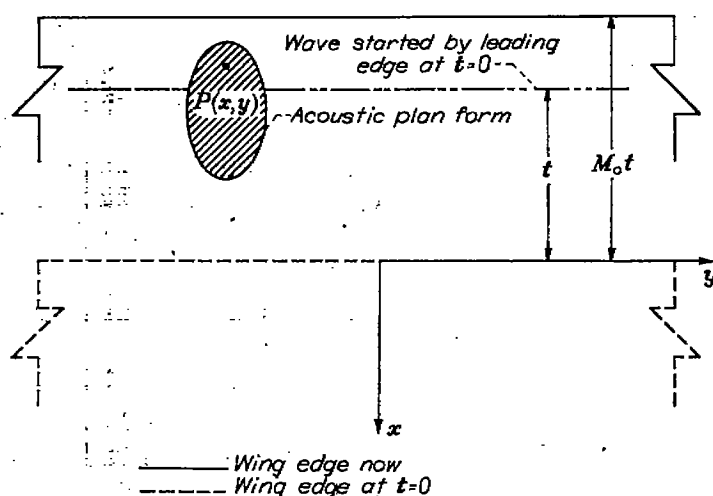 Wave started by leading
edge at t=0
P(x,y)
Acoustic plan form
t
M₀t
y
x
Wing edge now
Wing edge at t=0